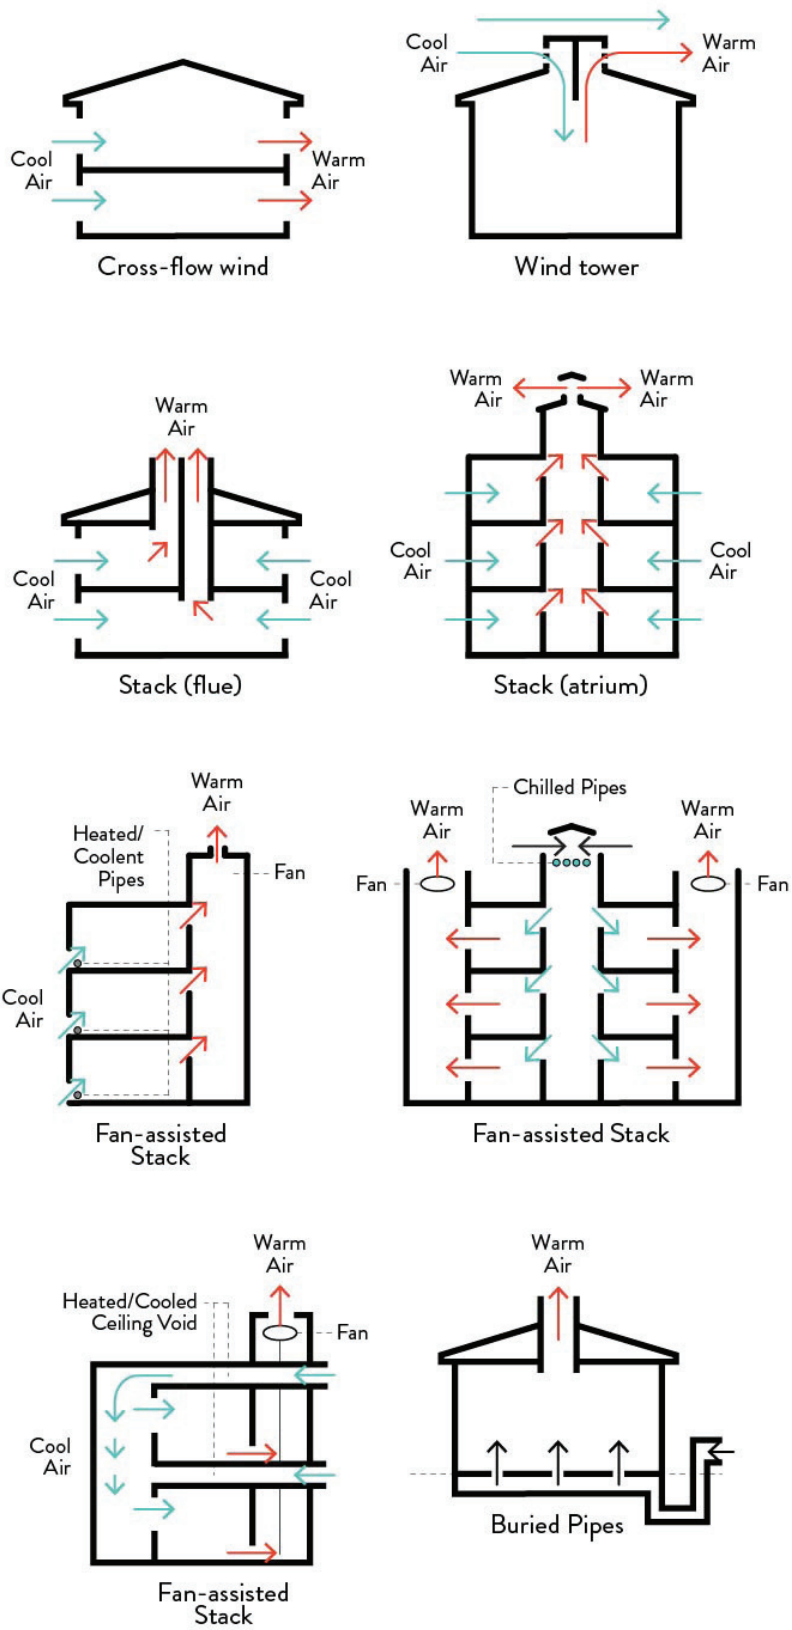 Cool
Air
Warm
Air
Cross-flow wind
Cool
Air
Warm
Air
Wind tower
Warm
Air
Cool
Air
Cool
Air
Stack (flue)
Warm
Air
Warm
Air
Cool
Air
Cool
Air
Stack (atrium)
Warm
Air
Heated/
Coolent
Pipes
Fan
Cool
Air
Fan-assisted
Stack
Chilled Pipes
Warm
Air
Warm
Air
Fan
Fan
Fan-assisted Stack
Warm
Air
Heated/Cooled
Ceiling Void
Fan
Cool
Air
Fan-assisted
Stack
Warm
Air
Buried Pipes